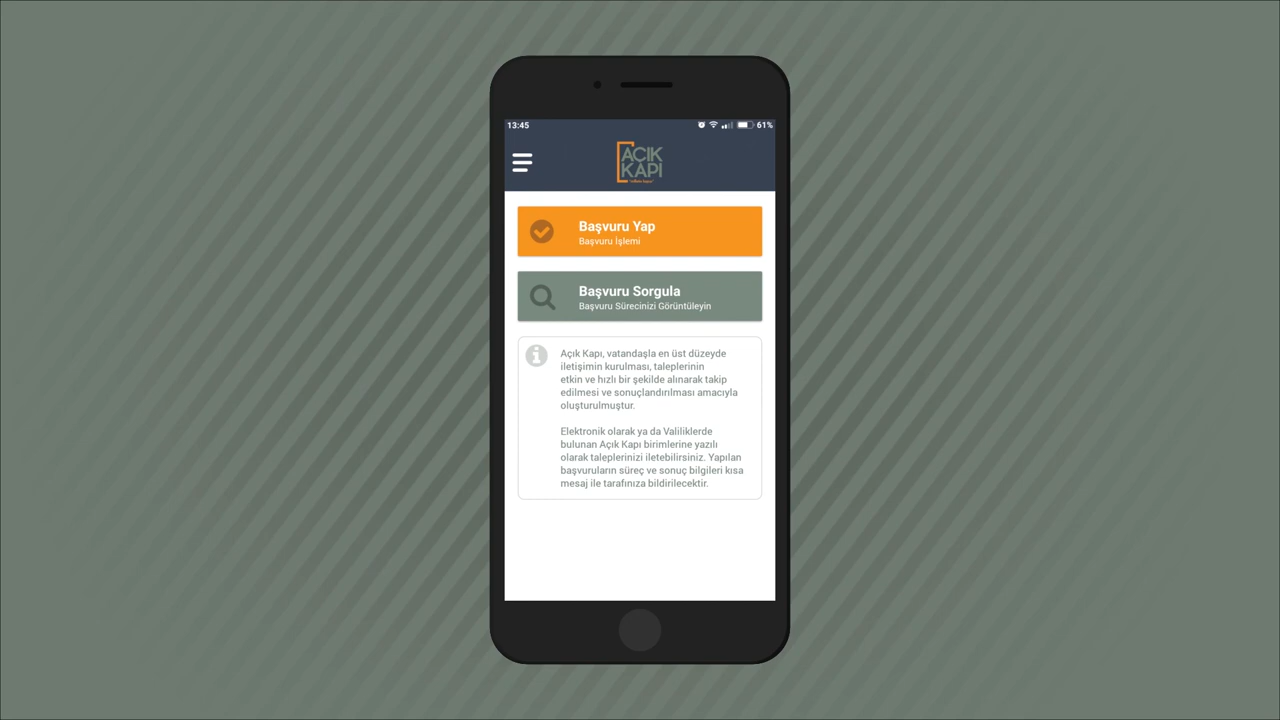 13:45
61%
AÇIK
KAPI
Başvuru Yap
Başvuru İşlemi
Başvuru Sorgula
Başvuru Sürecinizi Görüntüleyin
Açık Kapı, vatandaşla en üst düzeyde
iletişimin kurulması, taleplerinin
etkin ve hızlı bir şekilde alınarak takip
edilmesi ve sonuçlandırılması amacıyla
oluşturulmuştur.
Elektronik olarak ya da Valiliklerde
bulunan Açık Kapı birimlerine yazılı
olarak taleplerinizi iletebilirsiniz. Yapılan
başvuruların süreç ve sonuç bilgileri kısa
mesaj ile tarafınıza bildirilecektir.